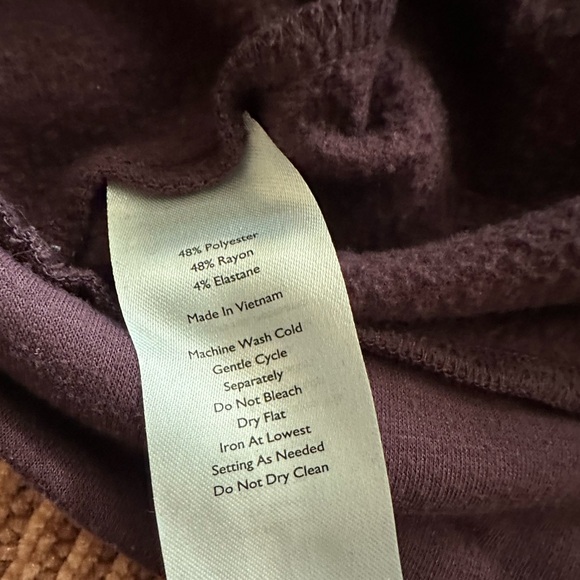 48% Polyester
48% Rayon
4% Elastane
Made In Vietnam
Machine Wash Cold
Gentle Cycle
Separately
Do Not Bleach
Dry Flat
Iron At Lowest
Setting As Needed
Do Not Dry Clean